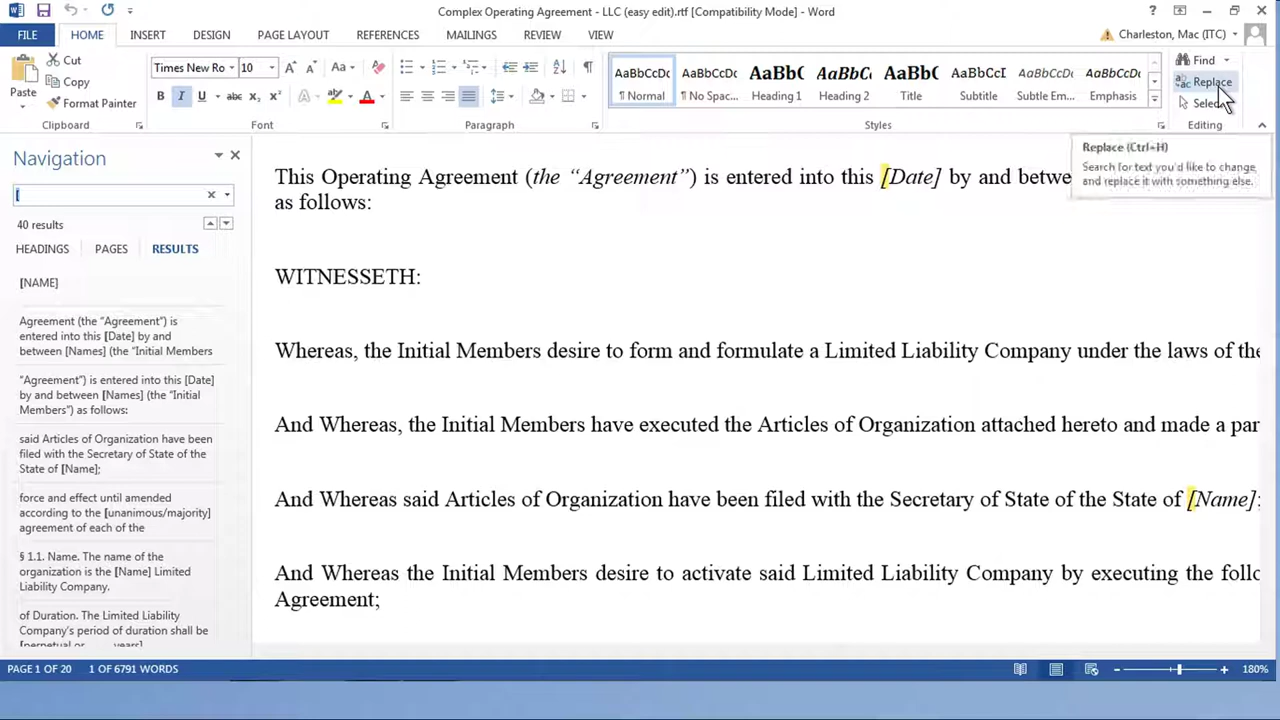 Complex Operating Agreement - LLC (easy edit).rtf [Compatibility Mode] - Word
FILE HOME INSERT DESIGN PAGE LAYOUT REFERENCES MAILINGS REVIEW VIEW
Charleston, Mac (ITC)
Paste
Cut
Copy
Format Painter
Clipboard
Times New Ro 10
Font
Paragraph
AaBbCcDc AaBbCcDc AaBbC AaBbCc AaBbC AaBbCcI AaBbCcDc AaBbCcDc
¶ Normal ¶ No Spac... Heading 1 Heading 2 Title Subtitle Subtle Em... Emphasis
Styles
Find
Replace
Select
Editing
Replace (Ctrl+H)
Search for text you'd like to change
and replace it with something else.
Navigation
[
40 results
HEADINGS PAGES RESULTS
[NAME]
Agreement (the “Agreement”) is
entered into this [Date] by and
between [Names] (the “Initial Members
“Agreement”) is entered into this [Date]
by and between [Names] (the “Initial
Members”) as follows:
said Articles of Organization have been
filed with the Secretary of State of the
State of [Name];
force and effect until amended
according to the [unanimous/majority]
agreement of each of the
§ 1.1. Name. The name of the
organization is the [Name] Limited
Liability Company.
of Duration. The Limited Liability
Company's period of duration shall be
[perpetual or ___ years]
This Operating Agreement (the “Agreement”) is entered into this [Date] by and betwe
as follows:
WITNESSETH:
Whereas, the Initial Members desire to form and formulate a Limited Liability Company under the laws of the
And Whereas, the Initial Members have executed the Articles of Organization attached hereto and made a par
And Whereas said Articles of Organization have been filed with the Secretary of State of the State of [Name];
And Whereas the Initial Members desire to activate said Limited Liability Company by executing the follo
Agreement;
PAGE 1 OF 20 1 OF 6791 WORDS
180%